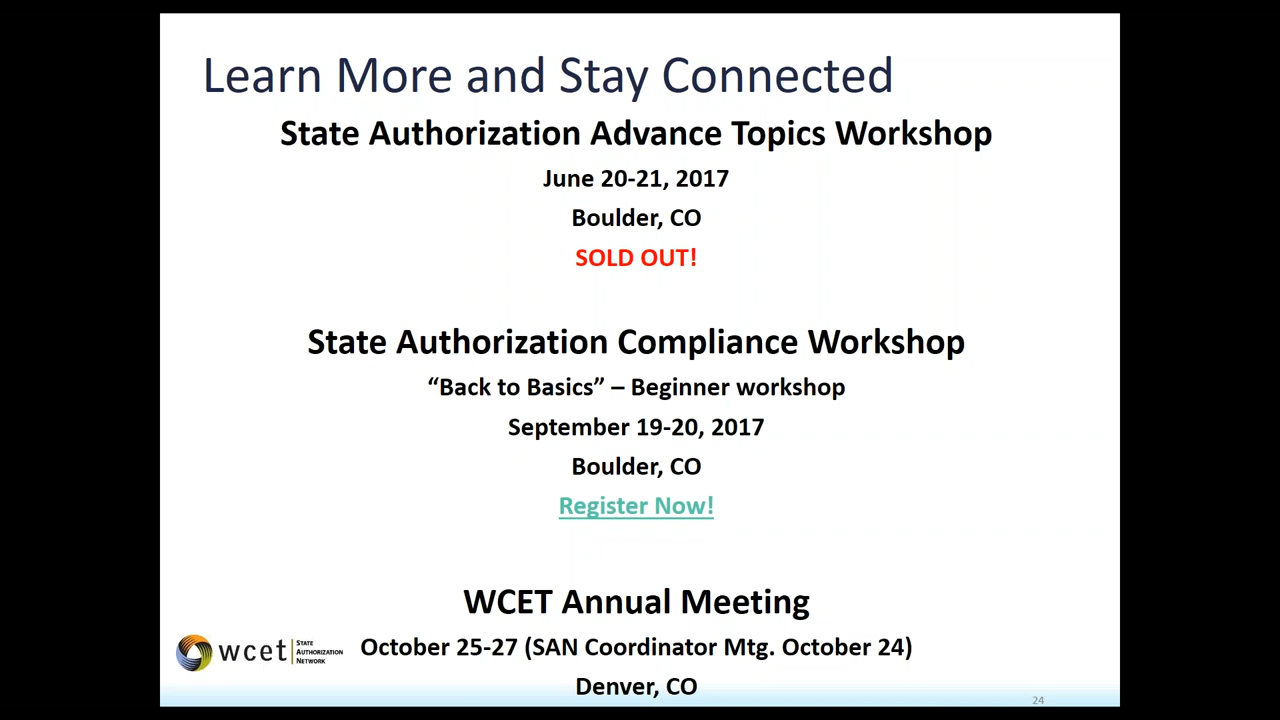 Learn More and Stay Connected
State Authorization Advance Topics Workshop
June 20-21, 2017
Boulder, CO
SOLD OUT!
State Authorization Compliance Workshop
“Back to Basics” – Beginner workshop
September 19-20, 2017
Boulder, CO
Register Now!
WCET Annual Meeting
October 25-27 (SAN Coordinator Mtg. October 24)
Denver, CO
wcet
STATE
AUTHORIZATION
NETWORK
24